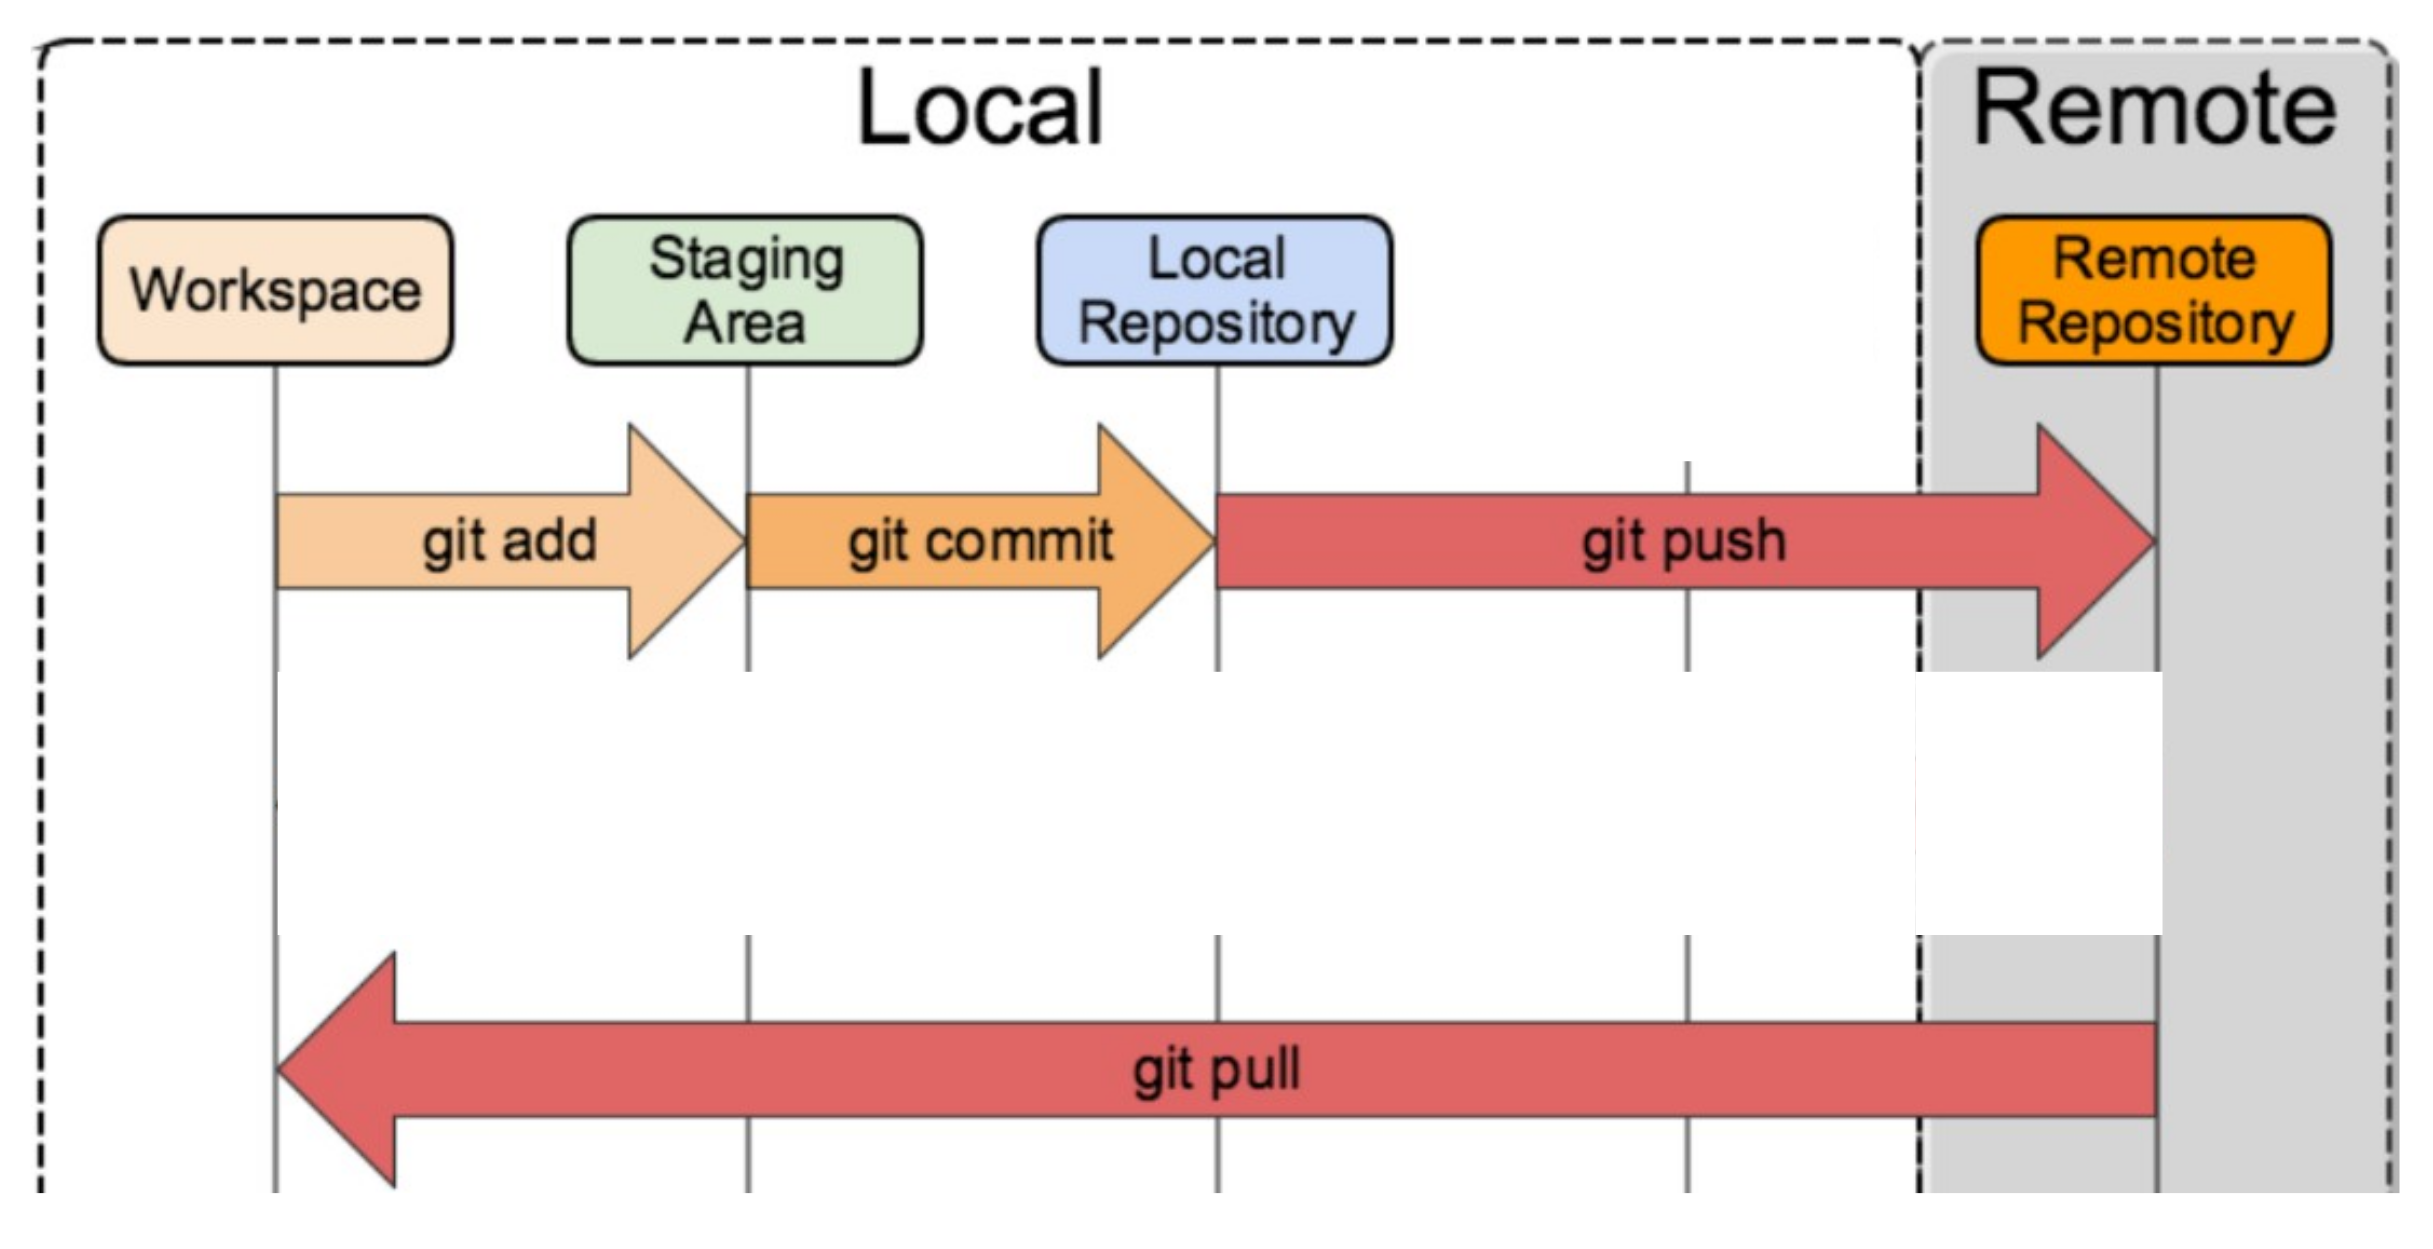 Local
Remote
Workspace
Staging
Area
Local
Repository
Remote
Repository
git add
git commit
git push
git pull